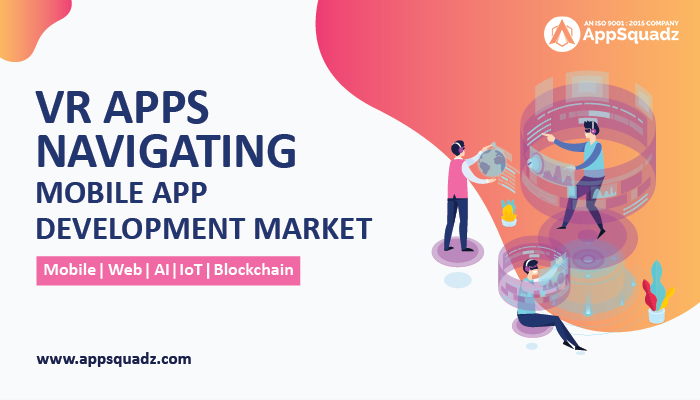 AN ISO 9001 : 2015 COMPANY
AppSquadz
VR APPS
NAVIGATING
MOBILE APP
DEVELOPMENT MARKET
Mobile | Web | AI | IoT | Blockchain
www.appsquadz.com